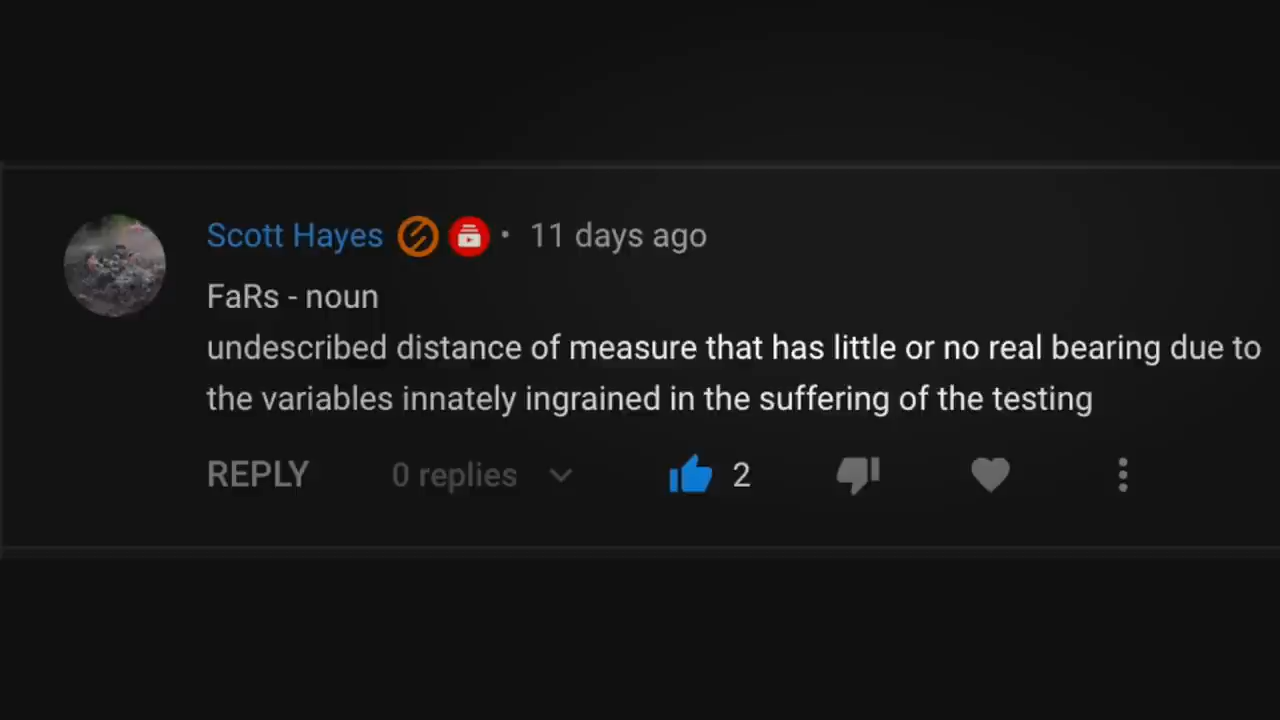 Scott Hayes • 11 days ago
FaRs - noun
undescribed distance of measure that has little or no real bearing due to
the variables innately ingrained in the suffering of the testing
REPLY 0 replies 2